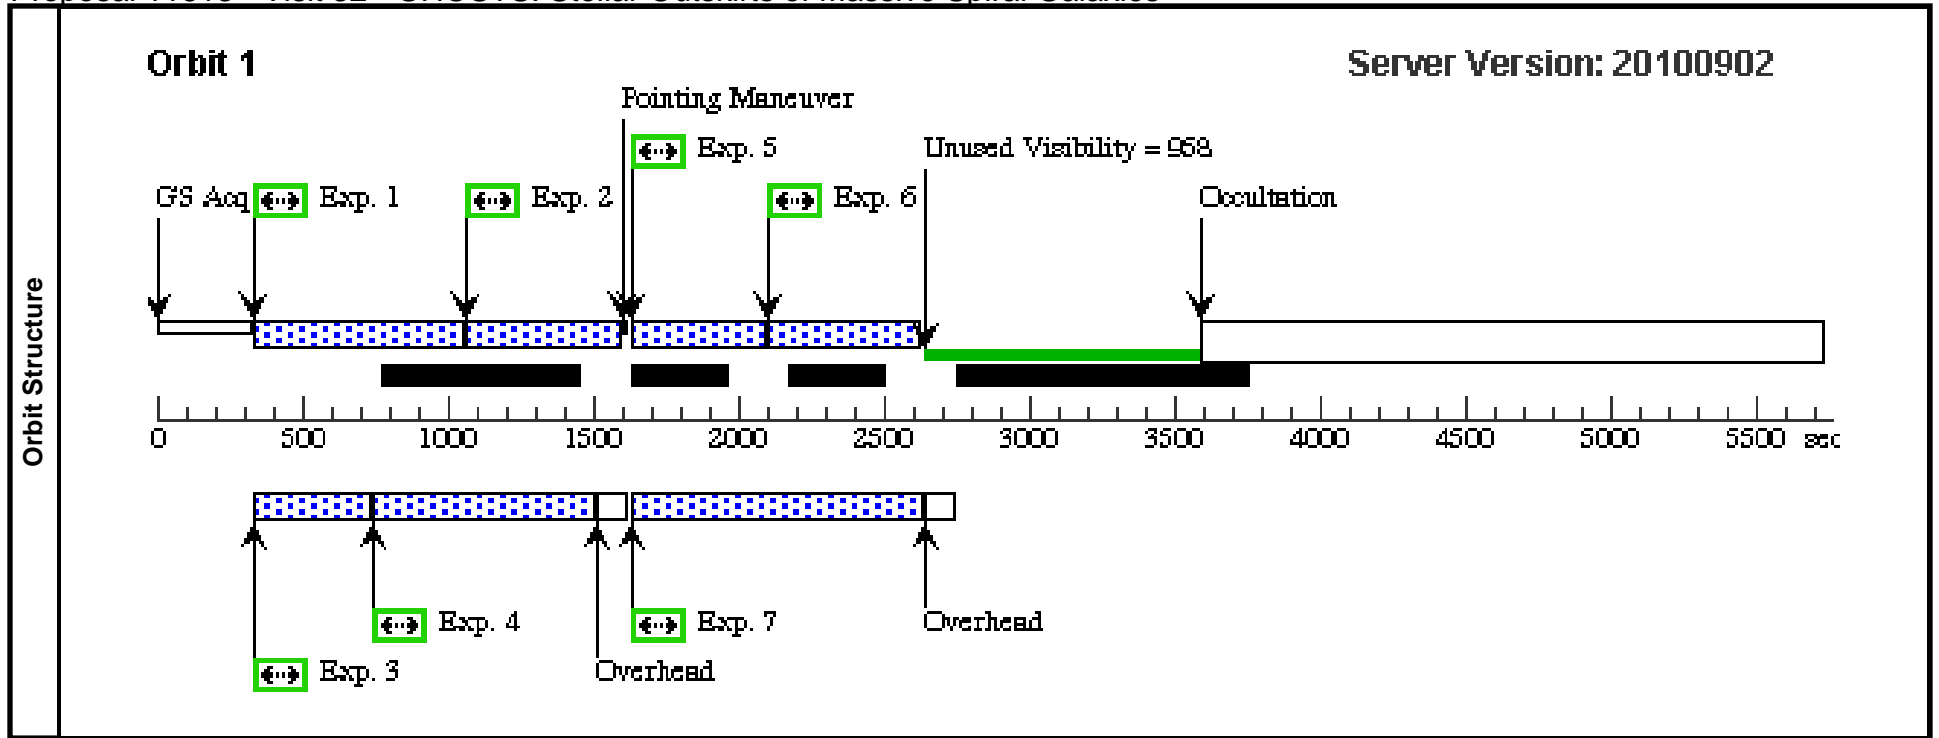 Orbit 1
Server Version: 20100902
Pointing Maneuver
Exp. 5
Unused Visibility = 958
GS Acq
Exp. 1
Exp. 2
Exp. 6
Occultation
Orbit Structure
0 500 1000 1500 2000 2500 3000 3500 4000 4500 5000 5500 sec
Exp. 4
Exp. 7
Overhead
Exp. 3
Overhead